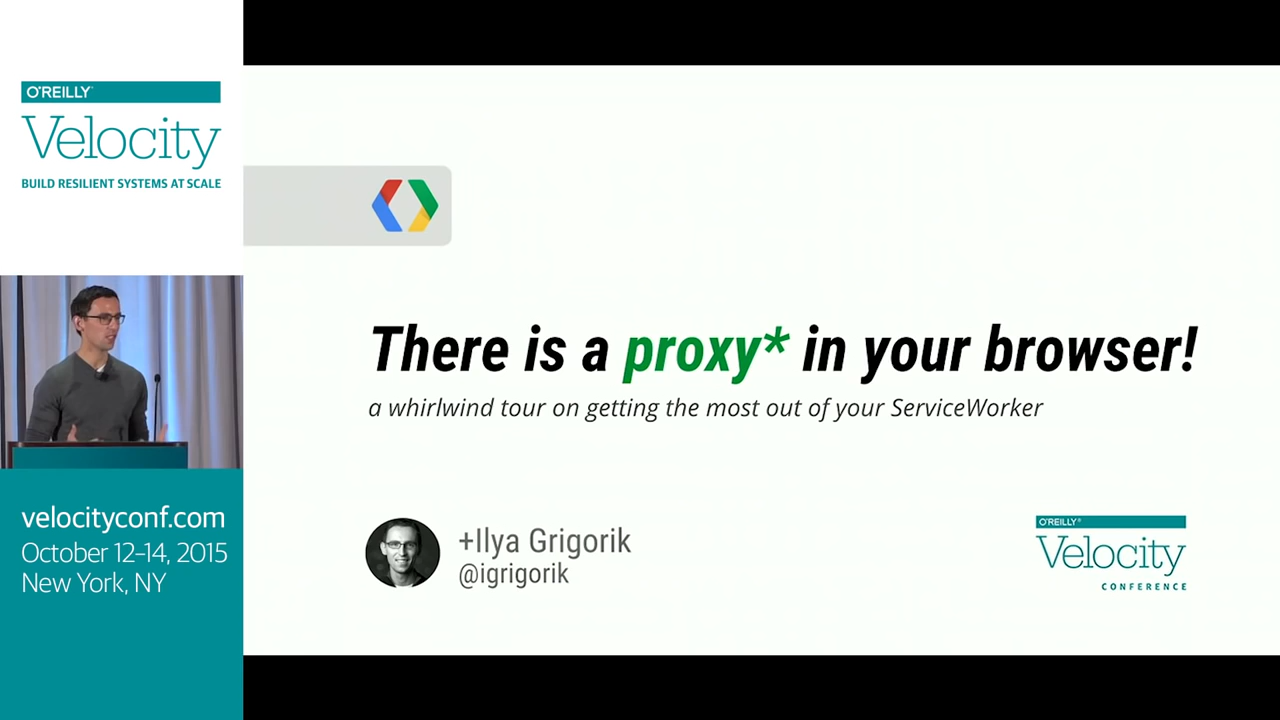 O'REILLY
Velocity
BUILD RESILIENT SYSTEMS AT SCALE
velocityconf.com
October 12–14, 2015
New York, NY
There is a proxy* in your browser!
a whirlwind tour on getting the most out of your ServiceWorker
+Ilya Grigorik
@igrigorik
O'REILLY®
Velocity
CONFERENCE